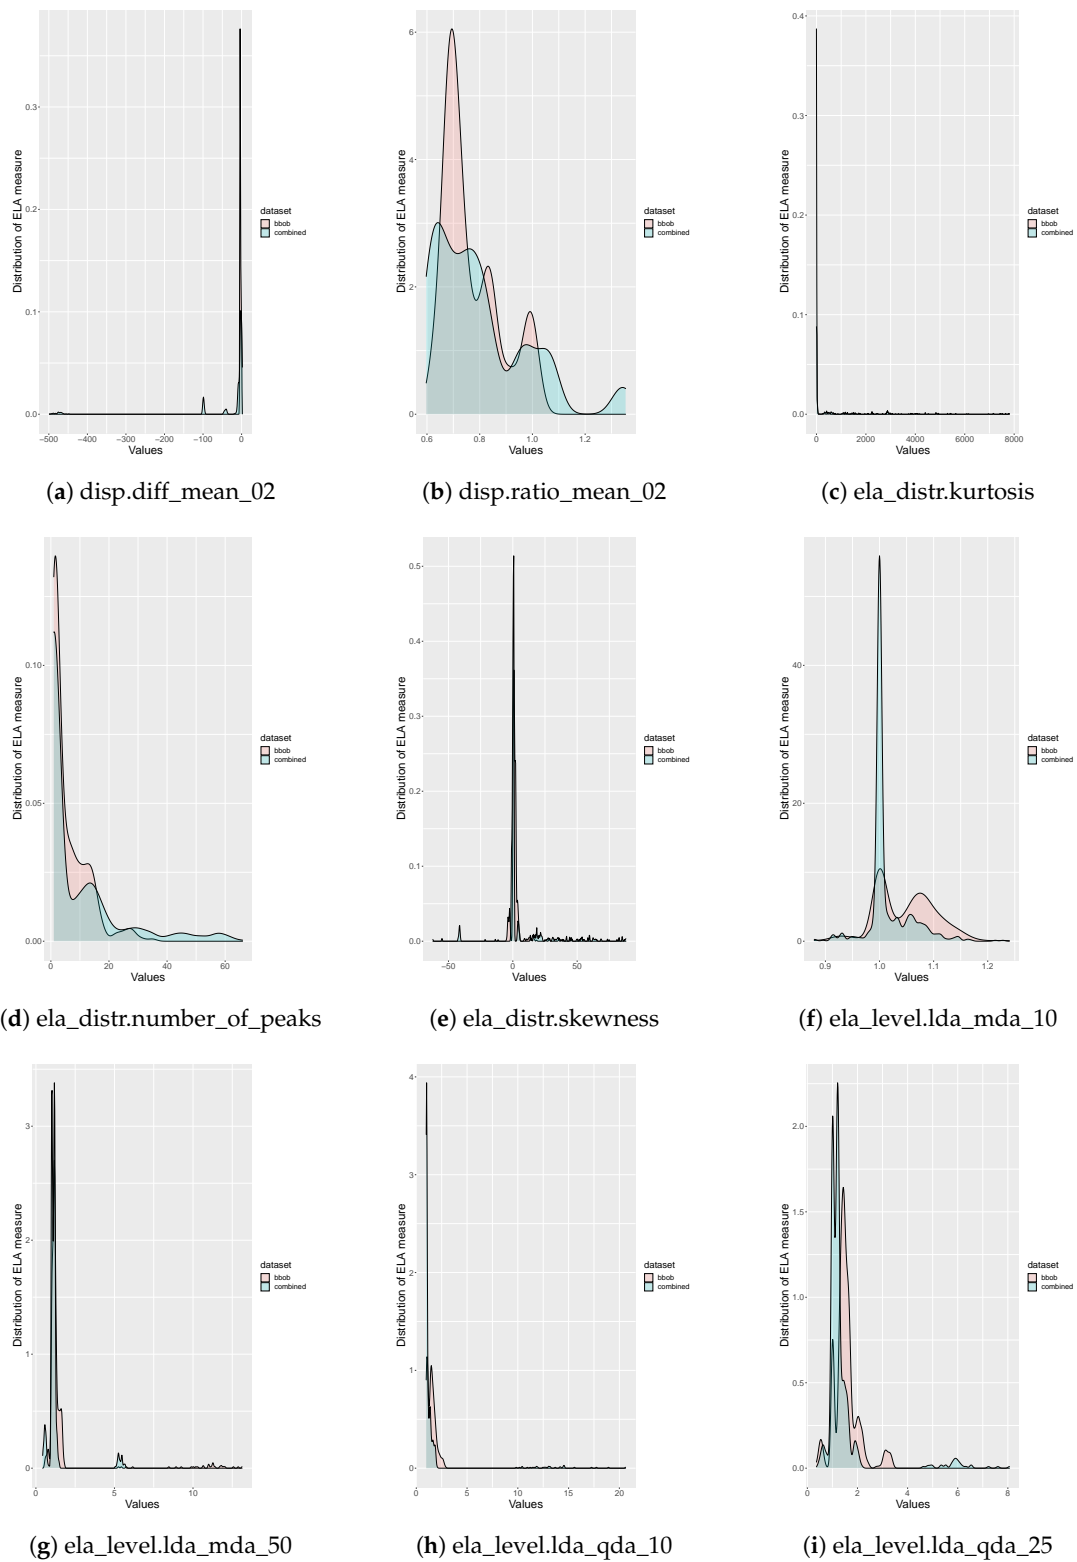 Distribution of ELA measure
0.3
0.2
0.1
0.0
−500 −400 −300 −200 −100 0
Values
dataset
bbob
combined
(a) disp.diff_mean_02
Distribution of ELA measure
6
4
2
0
0.6 0.8 1.0 1.2
Values
dataset
bbob
combined
(b) disp.ratio_mean_02
Distribution of ELA measure
0.4
0.3
0.2
0.1
0.0
0 2000 4000 6000 8000
Values
dataset
bbob
combined
(c) ela_distr.kurtosis
Distribution of ELA measure
0.10
0.05
0.00
0 20 40 60
Values
dataset
bbob
combined
(d) ela_distr.number_of_peaks
Distribution of ELA measure
0.5
0.4
0.3
0.2
0.1
0.0
−50 0 50
Values
dataset
bbob
combined
(e) ela_distr.skewness
Distribution of ELA measure
40
20
0
0.9 1.0 1.1 1.2
Values
dataset
bbob
combined
(f) ela_level.lda_mda_10
Distribution of ELA measure
3
2
1
0
0 5 10
Values
dataset
bbob
combined
(g) ela_level.lda_mda_50
Distribution of ELA measure
4
3
2
1
0
0 5 10 15 20
Values
dataset
bbob
combined
(h) ela_level.lda_qda_10
Distribution of ELA measure
2.0
1.5
1.0
0.5
0.0
0 2 4 6 8
Values
dataset
bbob
combined
(i) ela_level.lda_qda_25